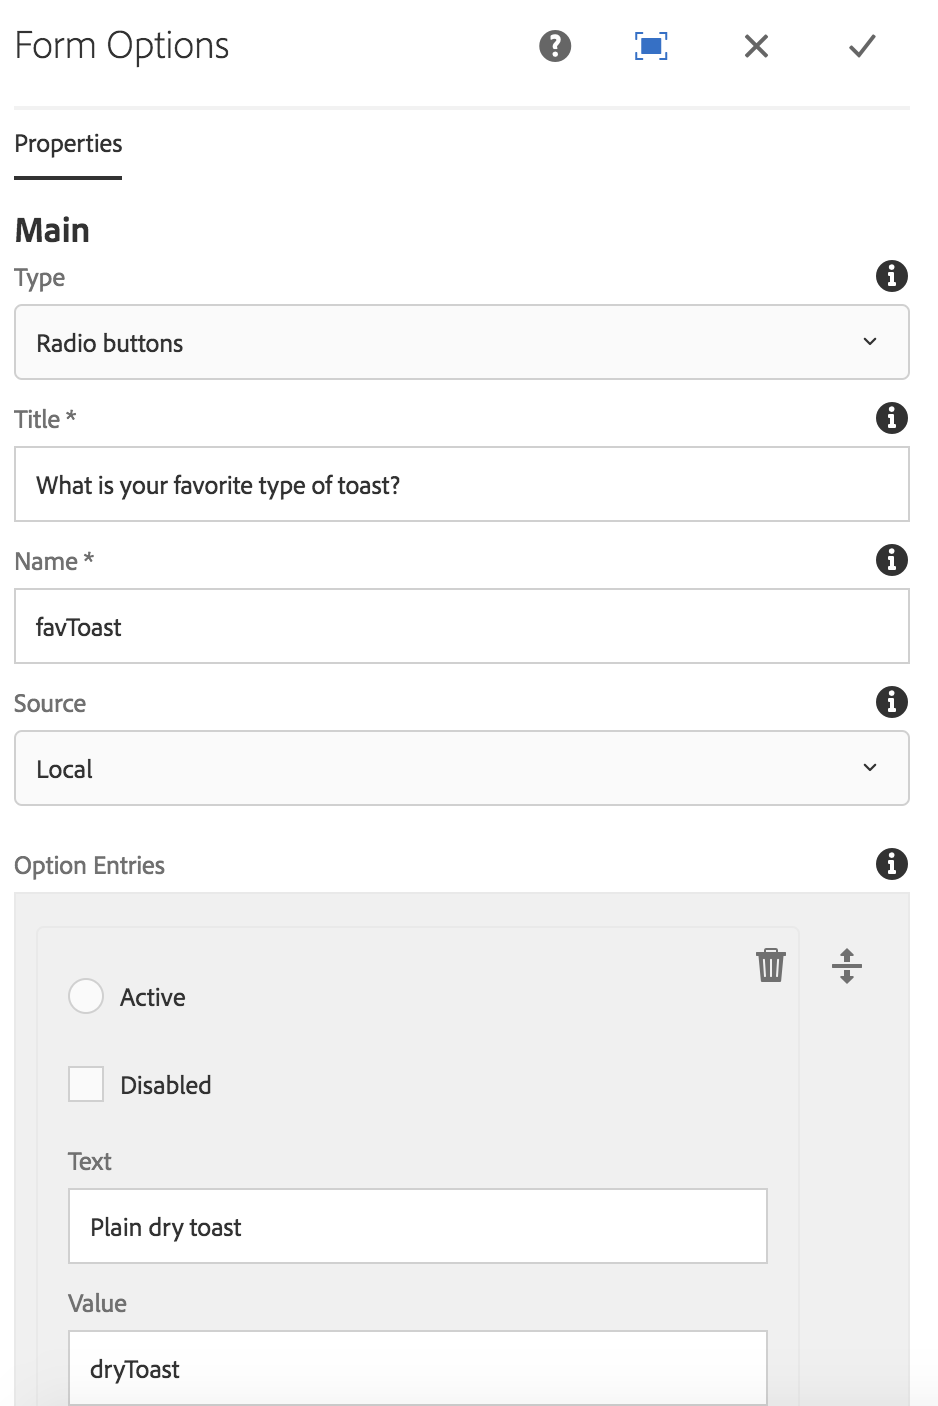 Form Options
Properties
Main
Type
Radio buttons
Title *
What is your favorite type of toast?
Name *
favToast
Source
Local
Option Entries
Active
Disabled
Text
Plain dry toast
Value
dryToast